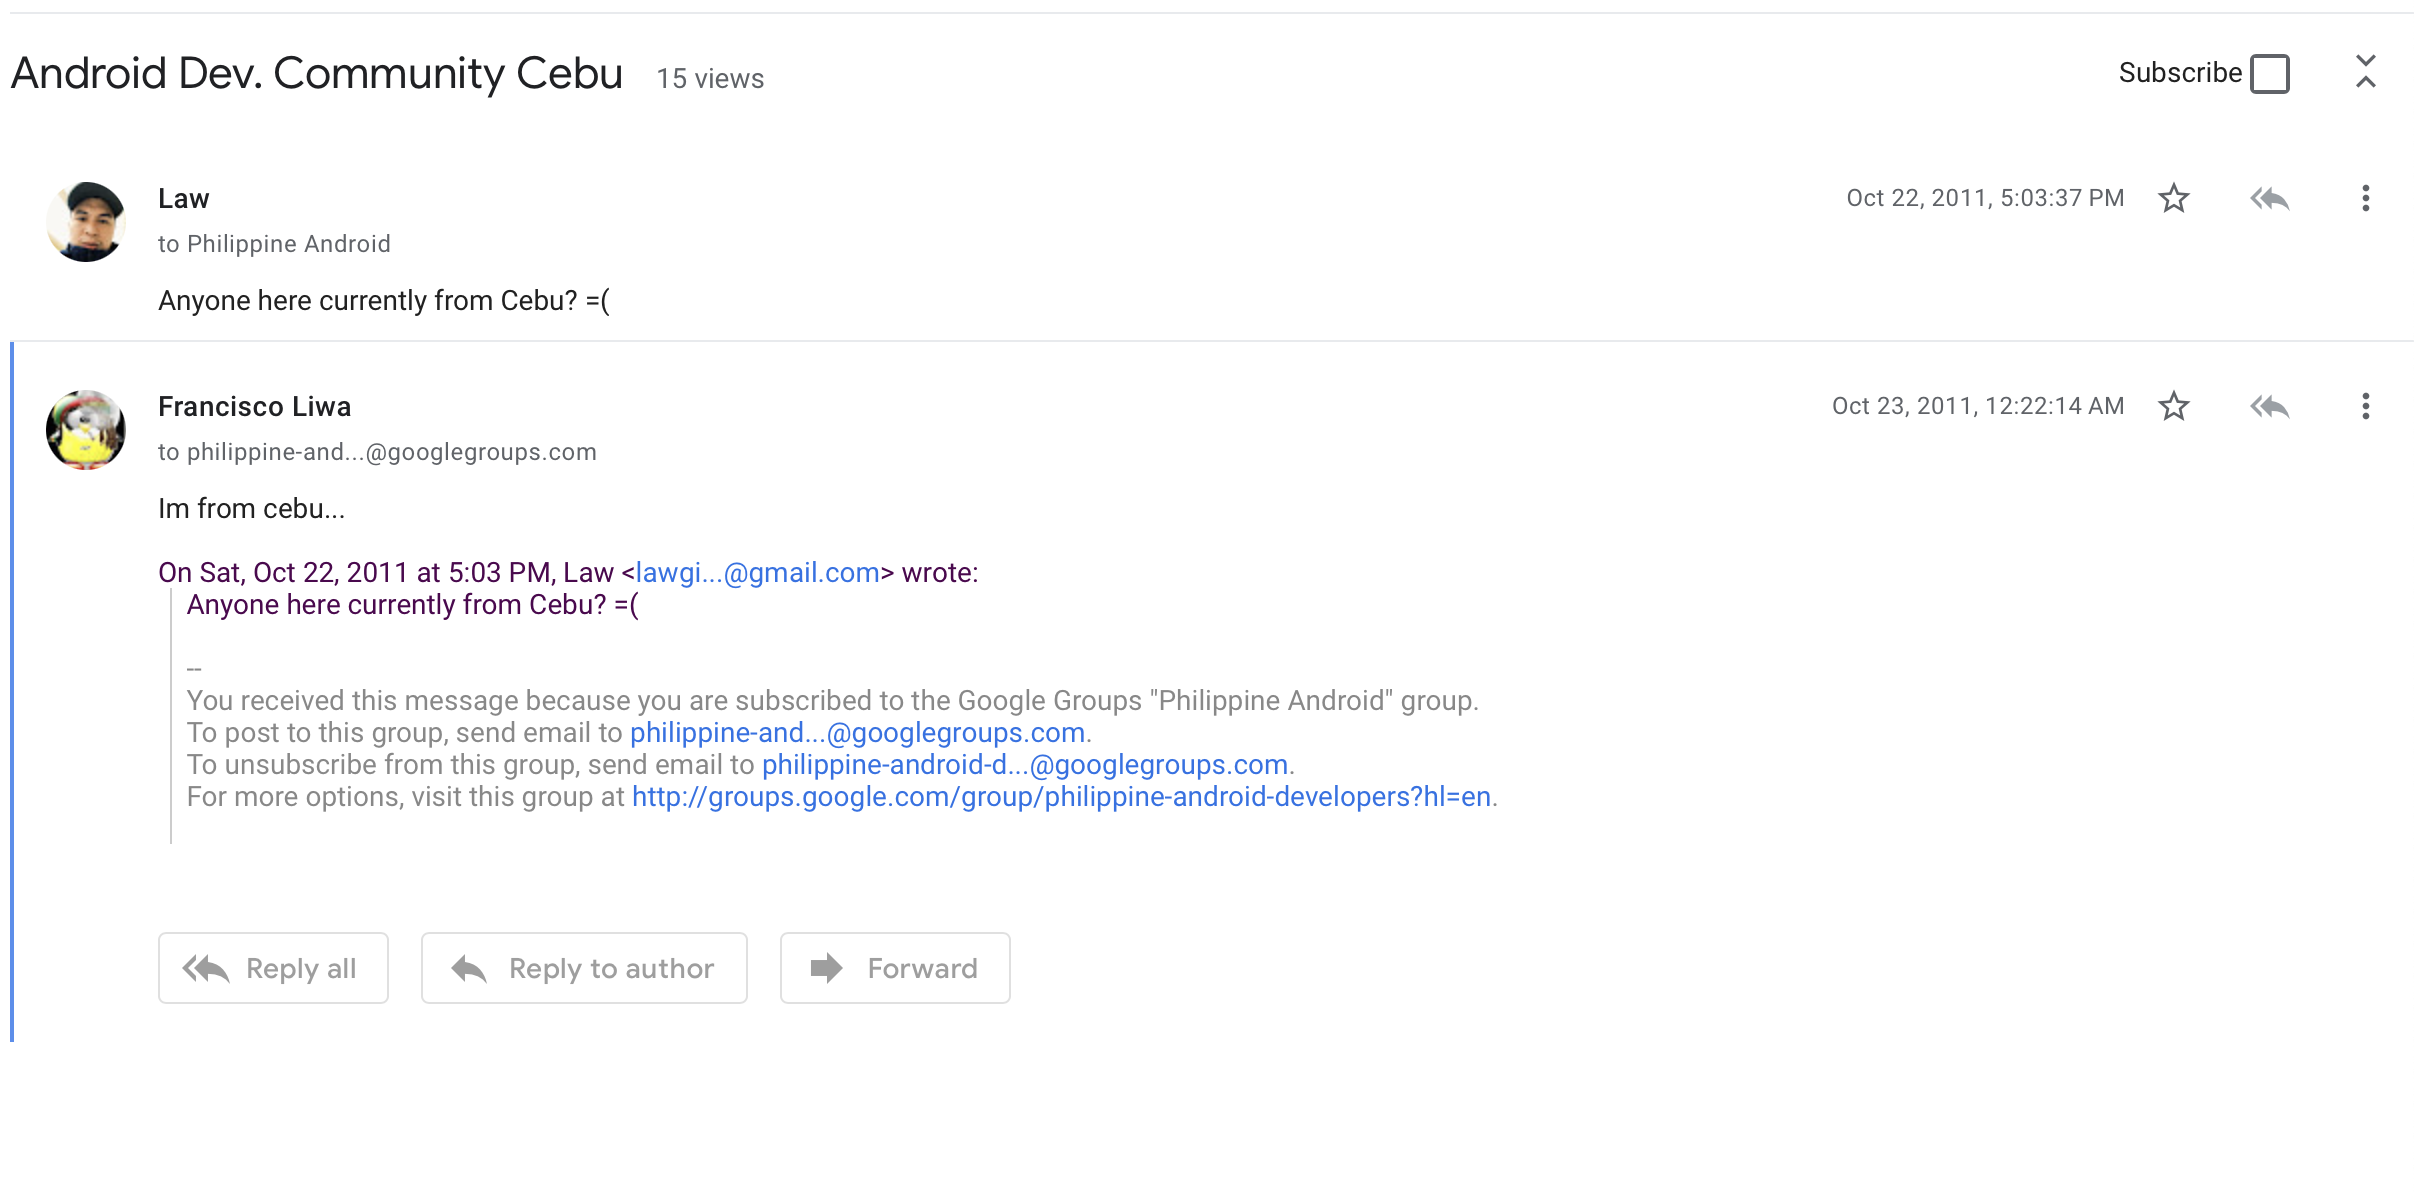 Android Dev. Community Cebu 15 views Subscribe
Law Oct 22, 2011, 5:03:37 PM
to Philippine Android
Anyone here currently from Cebu? =(
Francisco Liwa Oct 23, 2011, 12:22:14 AM
to philippine-and...@googlegroups.com
Im from cebu...
On Sat, Oct 22, 2011 at 5:03 PM, Law <lawgi...@gmail.com> wrote:
Anyone here currently from Cebu? =(
--
You received this message because you are subscribed to the Google Groups "Philippine Android" group.
To post to this group, send email to philippine-and...@googlegroups.com.
To unsubscribe from this group, send email to philippine-android-d...@googlegroups.com.
For more options, visit this group at http://groups.google.com/group/philippine-android-developers?hl=en.
Reply all Reply to author Forward